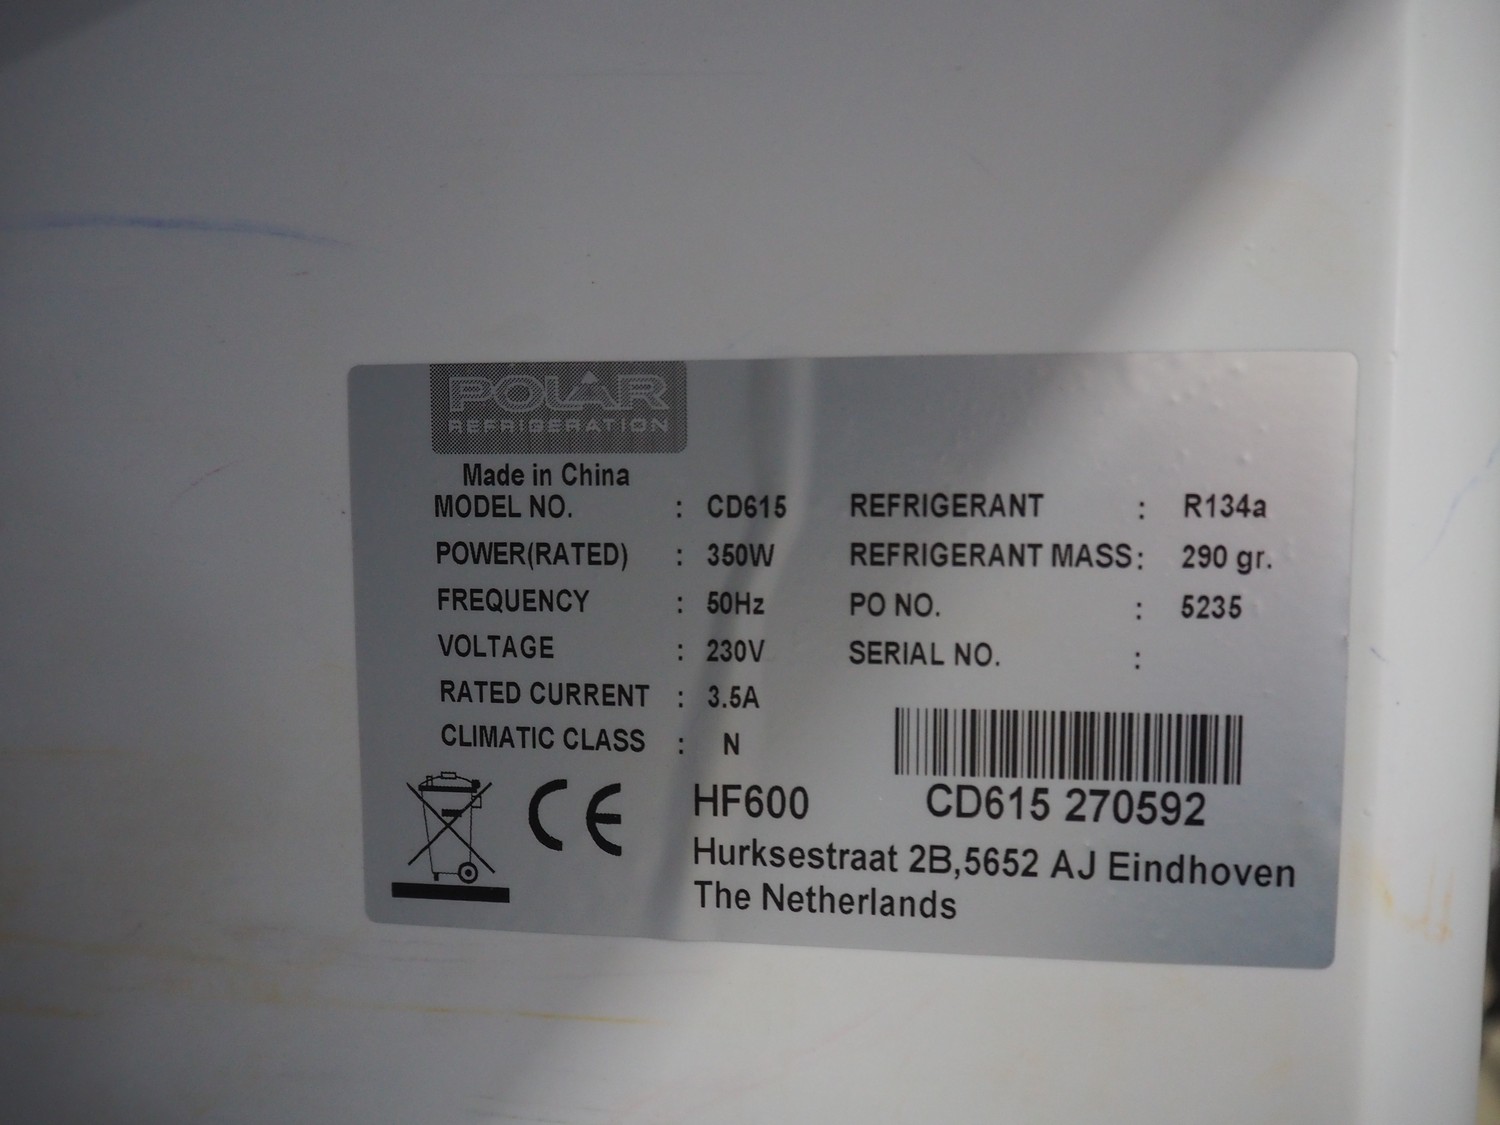 POLAR
REFRIGERATION
Made in China
MODEL NO. : CD615
POWER(RATED) : 350W
FREQUENCY : 50Hz
VOLTAGE : 230V
RATED CURRENT : 3.5A
CLIMATIC CLASS : N
REFRIGERANT : R134a
REFRIGERANT MASS: 290 gr.
PO NO. : 5235
SERIAL NO. :
CD615 270592
CE
HF600
Hurksestraat 2B,5652 AJ Eindhoven
The Netherlands